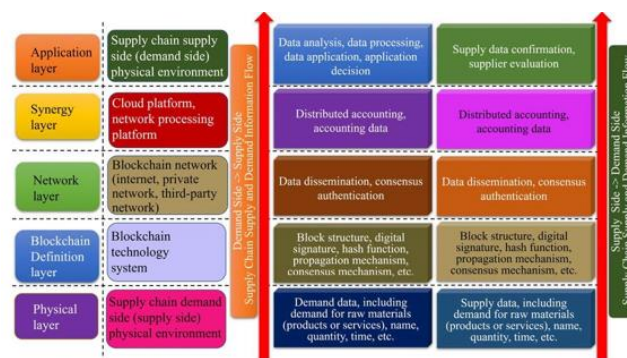 Application
layer
Supply chain supply
side (demand side)
physical environment
Data analysis, data processing,
data application, application
decision
Supply data confirmation,
supplier evaluation
Synergy
layer
Cloud platform,
network processing
platform
Distributed accounting,
accounting data
Distributed accounting,
accounting data
Network
layer
Blockchain network
(internet, private
network, third-party
network)
Data dissemination, consensus
authentication
Data dissemination, consensus
authentication
Blockchain
Definition
layer
Blockchain
technology
system
Block structure, digital
signature, hash function,
propagation mechanism,
consensus mechanism, etc.
Block structure, digital
signature, hash function,
propagation mechanism,
consensus mechanism, etc.
Physical
layer
Supply chain demand
side (supply side)
physical environment
Demand data, including
demand for raw materials
(products or services), name,
quantity, time, etc.
Supply data, including
demand for raw materials
(products or services), name,
quantity, time, etc.
Demand Side -> Supply Side
Supply Chain Supply and Demand Information Flow
Supply Side -> Demand Side
Supply Chain Supply and Demand Information Flow